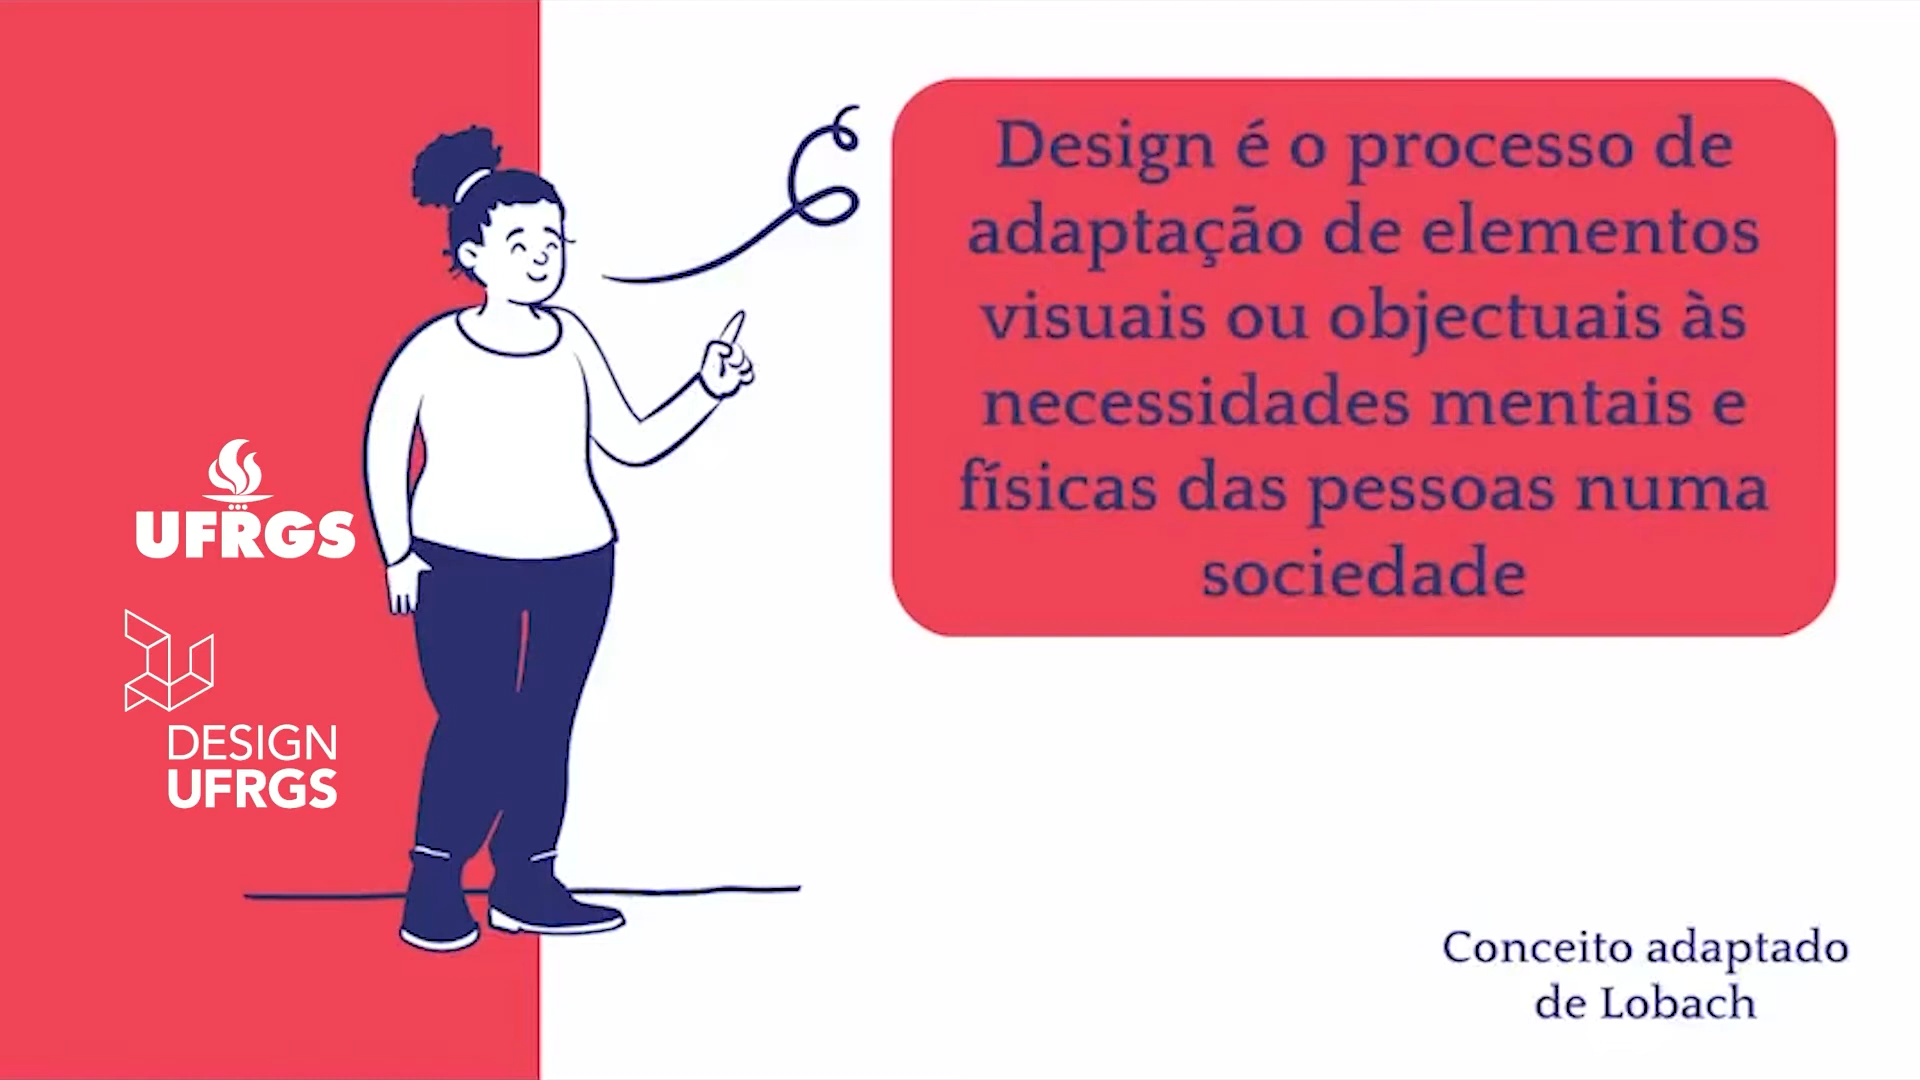 Design é o processo de
adaptação de elementos
visuais ou objectuais às
necessidades mentais e
físicas das pessoas numa
sociedade
UFRGS
DESIGN
UFRGS
Conceito adaptado
de Lobach